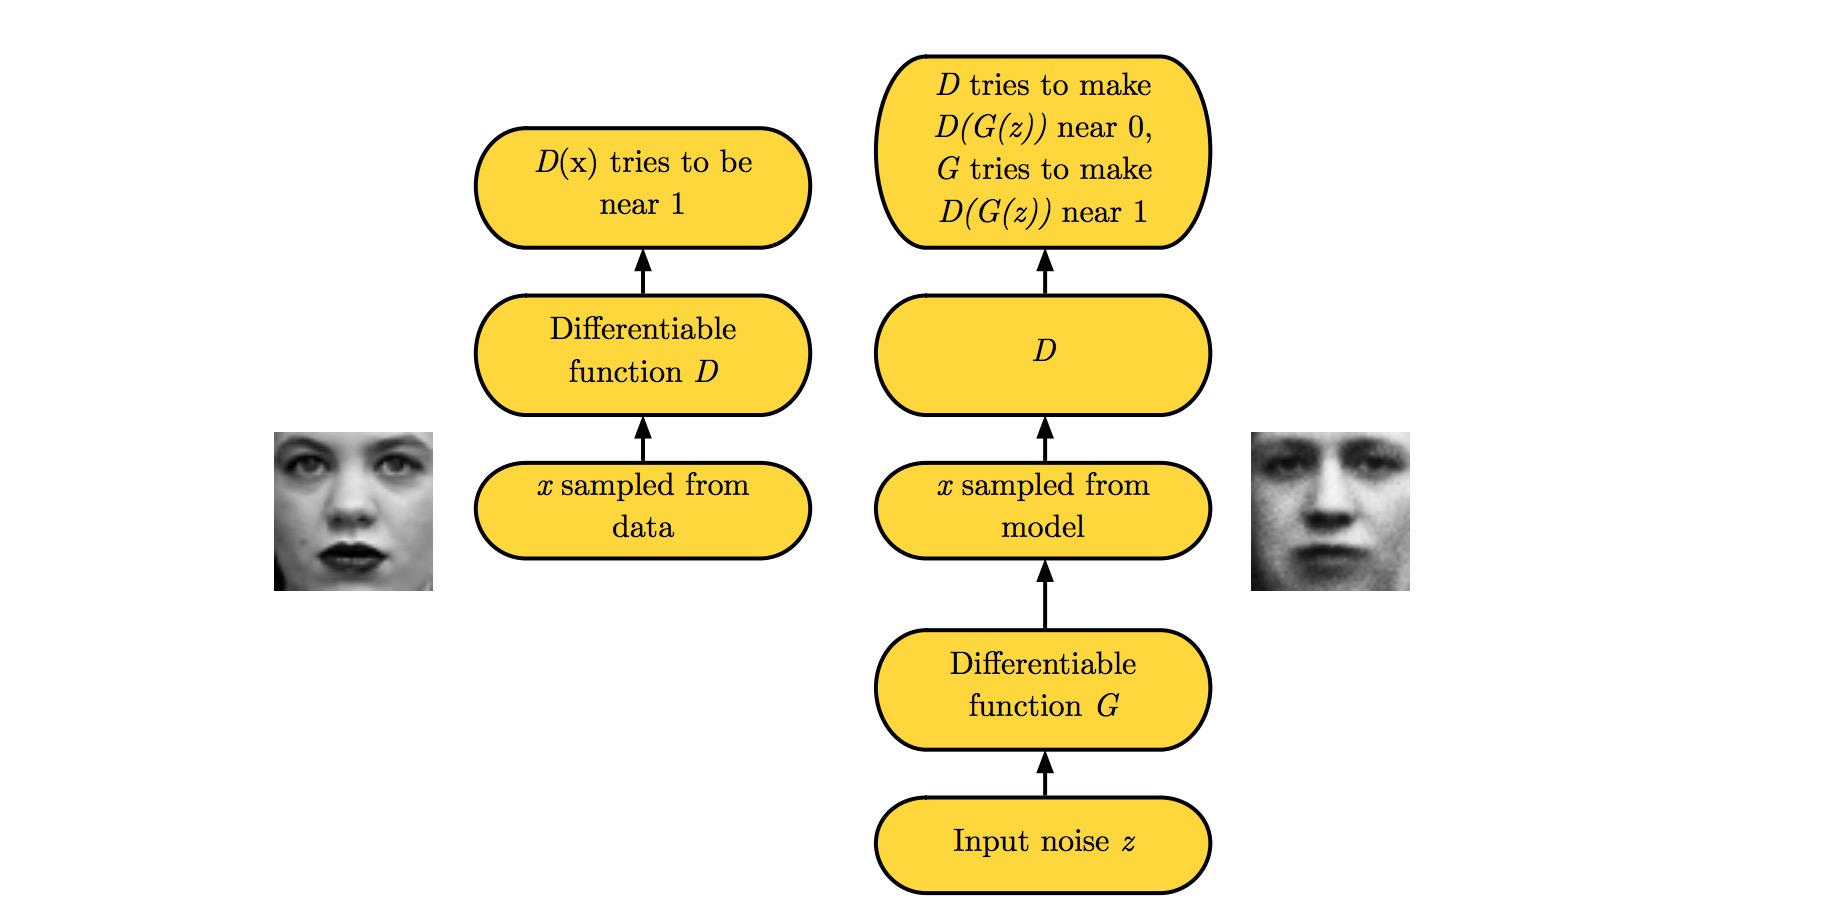 D(x) tries to be
near 1
Differentiable
function D
x sampled from
data
D tries to make
D(G(z)) near 0,
G tries to make
D(G(z)) near 1
D
x sampled from
model
Differentiable
function G
Input noise z